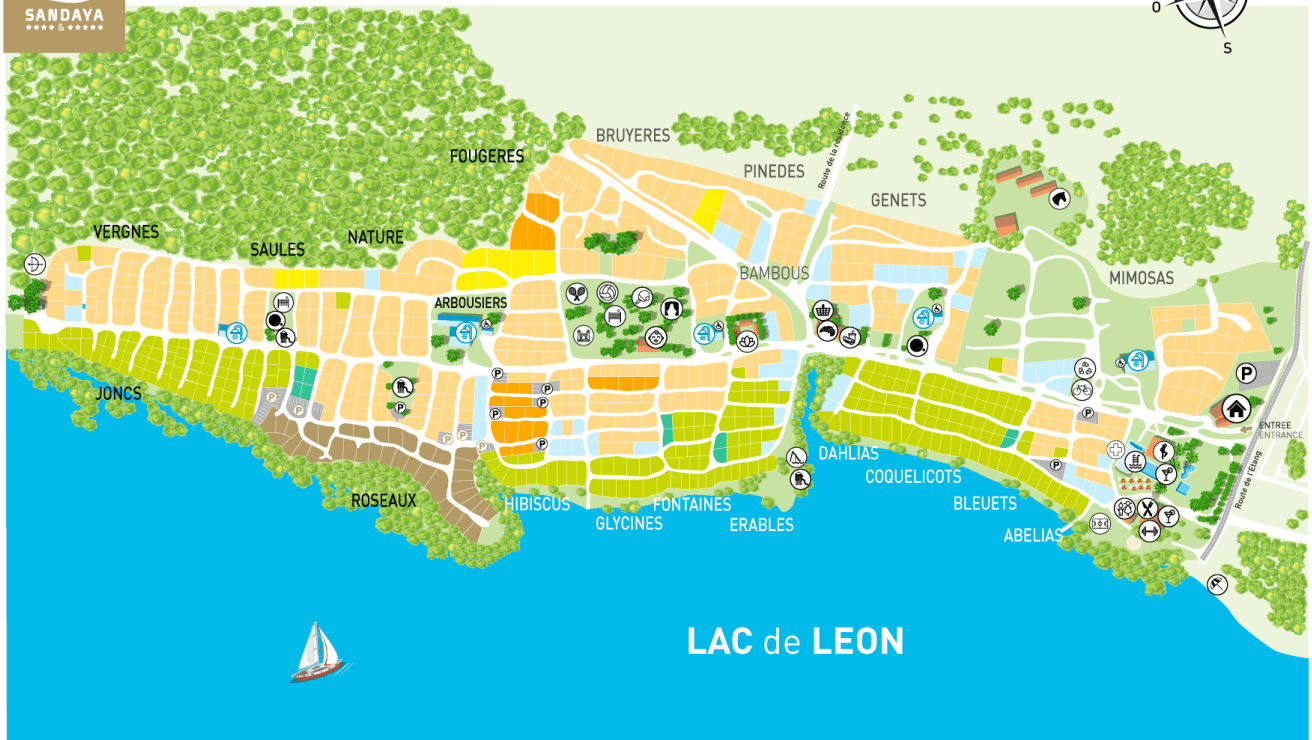 SANDAYA
&
O
S
BRUYERES
Route de la résidence
FOUGERES
PINEDES
GENETS
VERGNES
NATURE
SAULES
BAMBOUS
MIMOSAS
ARBOUSIERS
P
P
P
P
P
P
P
P
P
P
P
P
P
P
JONCS
ENTREE
ENTRANCE
Route de l'Etang
DAHLIAS
COQUELICOTS
ROSEAUX
HIBISCUS
FONTAINES
BLEUETS
GLYCINES
ERABLES
ABELIAS
LAC de LEON